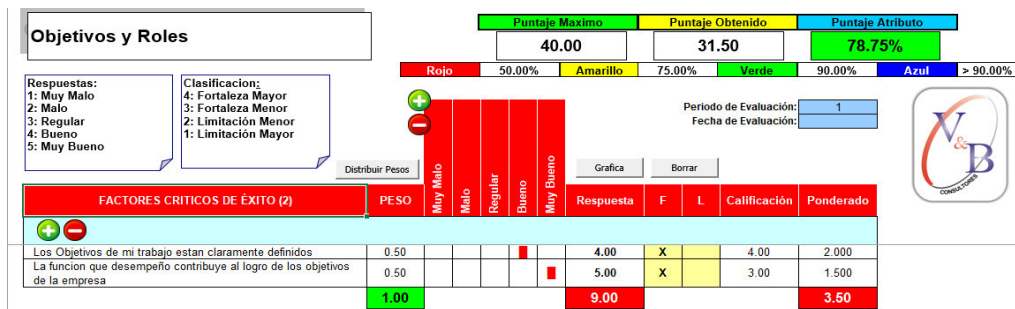 Objetivos y Roles
Puntaje Maximo Puntaje Obtenido Puntaje Atributo
40.00 31.50 78.75%
Rojo 50.00% Amarillo 75.00% Verde 90.00% Azul > 90.00%
Respuestas:
1: Muy Malo
2: Malo
3: Regular
4: Bueno
5: Muy Bueno
Clasificacion:
4: Fortaleza Mayor
3: Fortaleza Menor
2: Limitación Menor
1: Limitación Mayor
Periodo de Evaluación: 1
Fecha de Evaluación:
V&B
CONSULTORES
Distribuir Pesos
Grafica
Borrar
FACTORES CRITICOS DE ÉXITO (2) PESO Muy Malo Malo Regular Bueno Muy Bueno Respuesta F L Calificación Ponderado
Los Objetivos de mi trabajo estan claramente definidos 0.50 4.00 X 4.00 2.000
La funcion que desempeño contribuye al logro de los objetivos
de la empresa 0.50 5.00 X 3.00 1.500
1.00 9.00 3.50